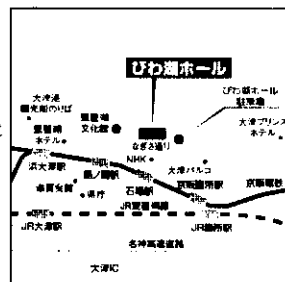 びわ湖ホール
大津港
観光船のりば
びわ湖ホール
駐車場
琵琶湖
ホテル
琵琶湖
文化館
大津プリンス
ホテル
なぎさ通り
浜大津駅
島ノ関駅
NHK
大津パルコ
県庁
石場駅
京阪膳所駅
京阪電鉄
JR大津駅
JR琵琶湖線
JR膳所駅
名神高速道路
大津IC